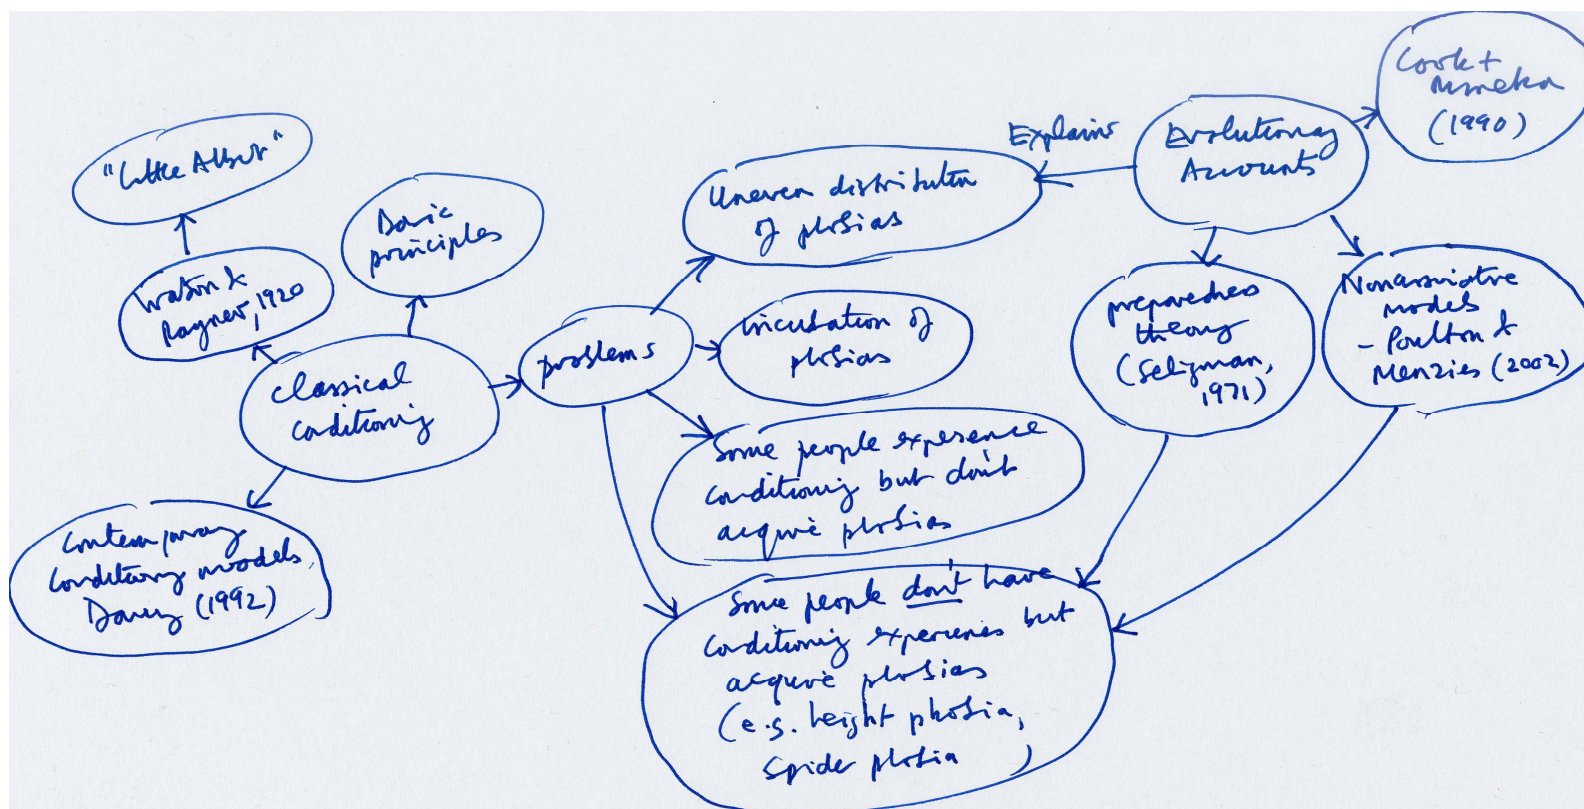 Cook +
Mineka
(1990)
Explains
Evolutionary
Accounts
"Little Albert"
Uneven distribution
of phobias
Basic
principles
Watson &
Rayner, 1920
preparedness
theory
(Seligman,
1971)
Nonassociative
models
- Poulton &
Menzies (2002)
incubation of
phobias
problems
Classical
conditioning
Some people experience
conditioning but don't
acquire phobias
Contemporary
conditioning models,
Davey (1992)
Some people don't have
conditioning experiences but
acquire phobias
(e.g. height phobia,
spider phobia )